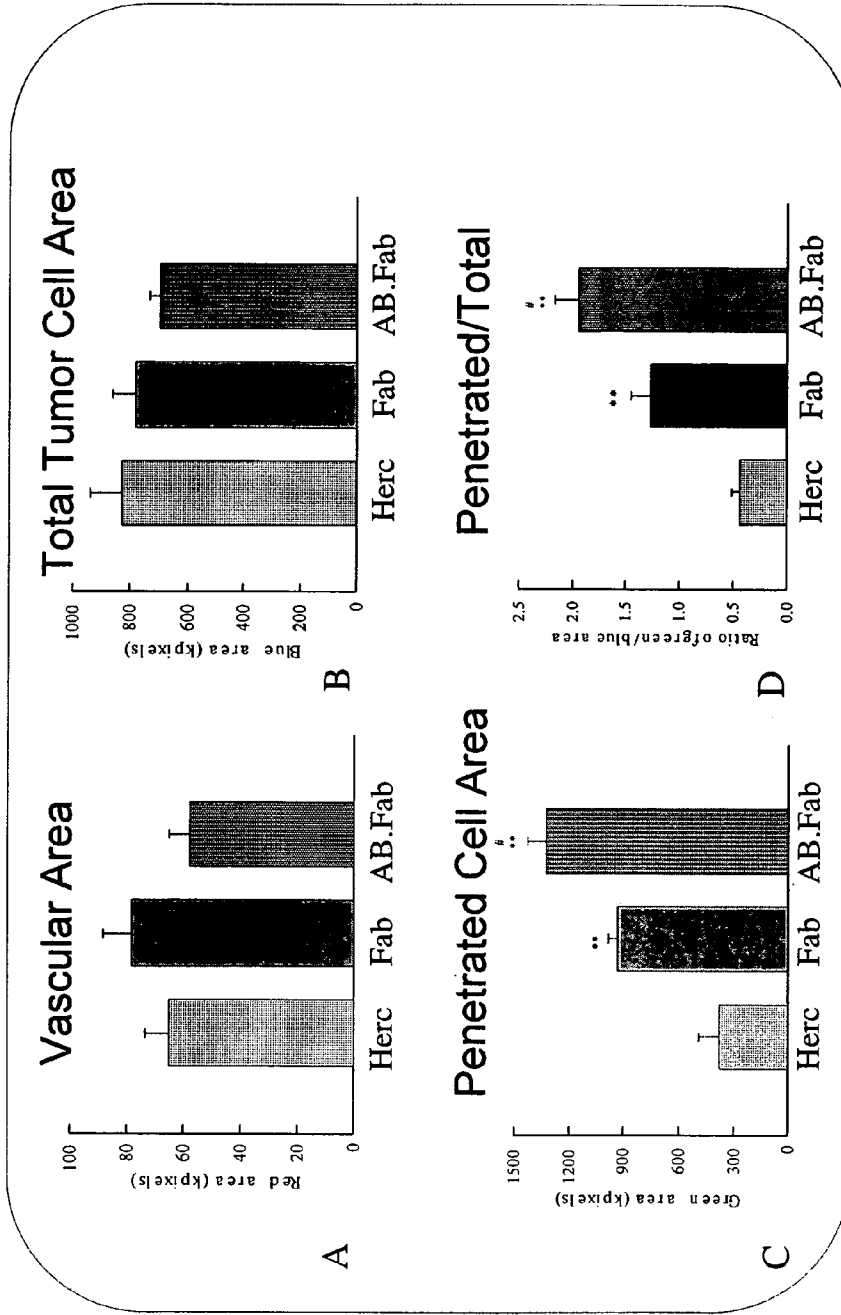 A
Vascular Area
Red area (kpixels)
100
80
60
40
20
0
Herc Fab AB.Fab
B
Total Tumor Cell Area
Blue area (kpixels)
1000
800
600
400
200
0
Herc Fab AB.Fab
C
Penetrated Cell Area
Green area (kpixels)
1500
1200
900
600
300
0
**
#
**
Herc Fab AB.Fab
D
Penetrated/Total
Ratio ofgreen/blue area
2.5
2.0
1.5
1.0
0.5
0.0
**
#
**
Herc Fab AB.Fab